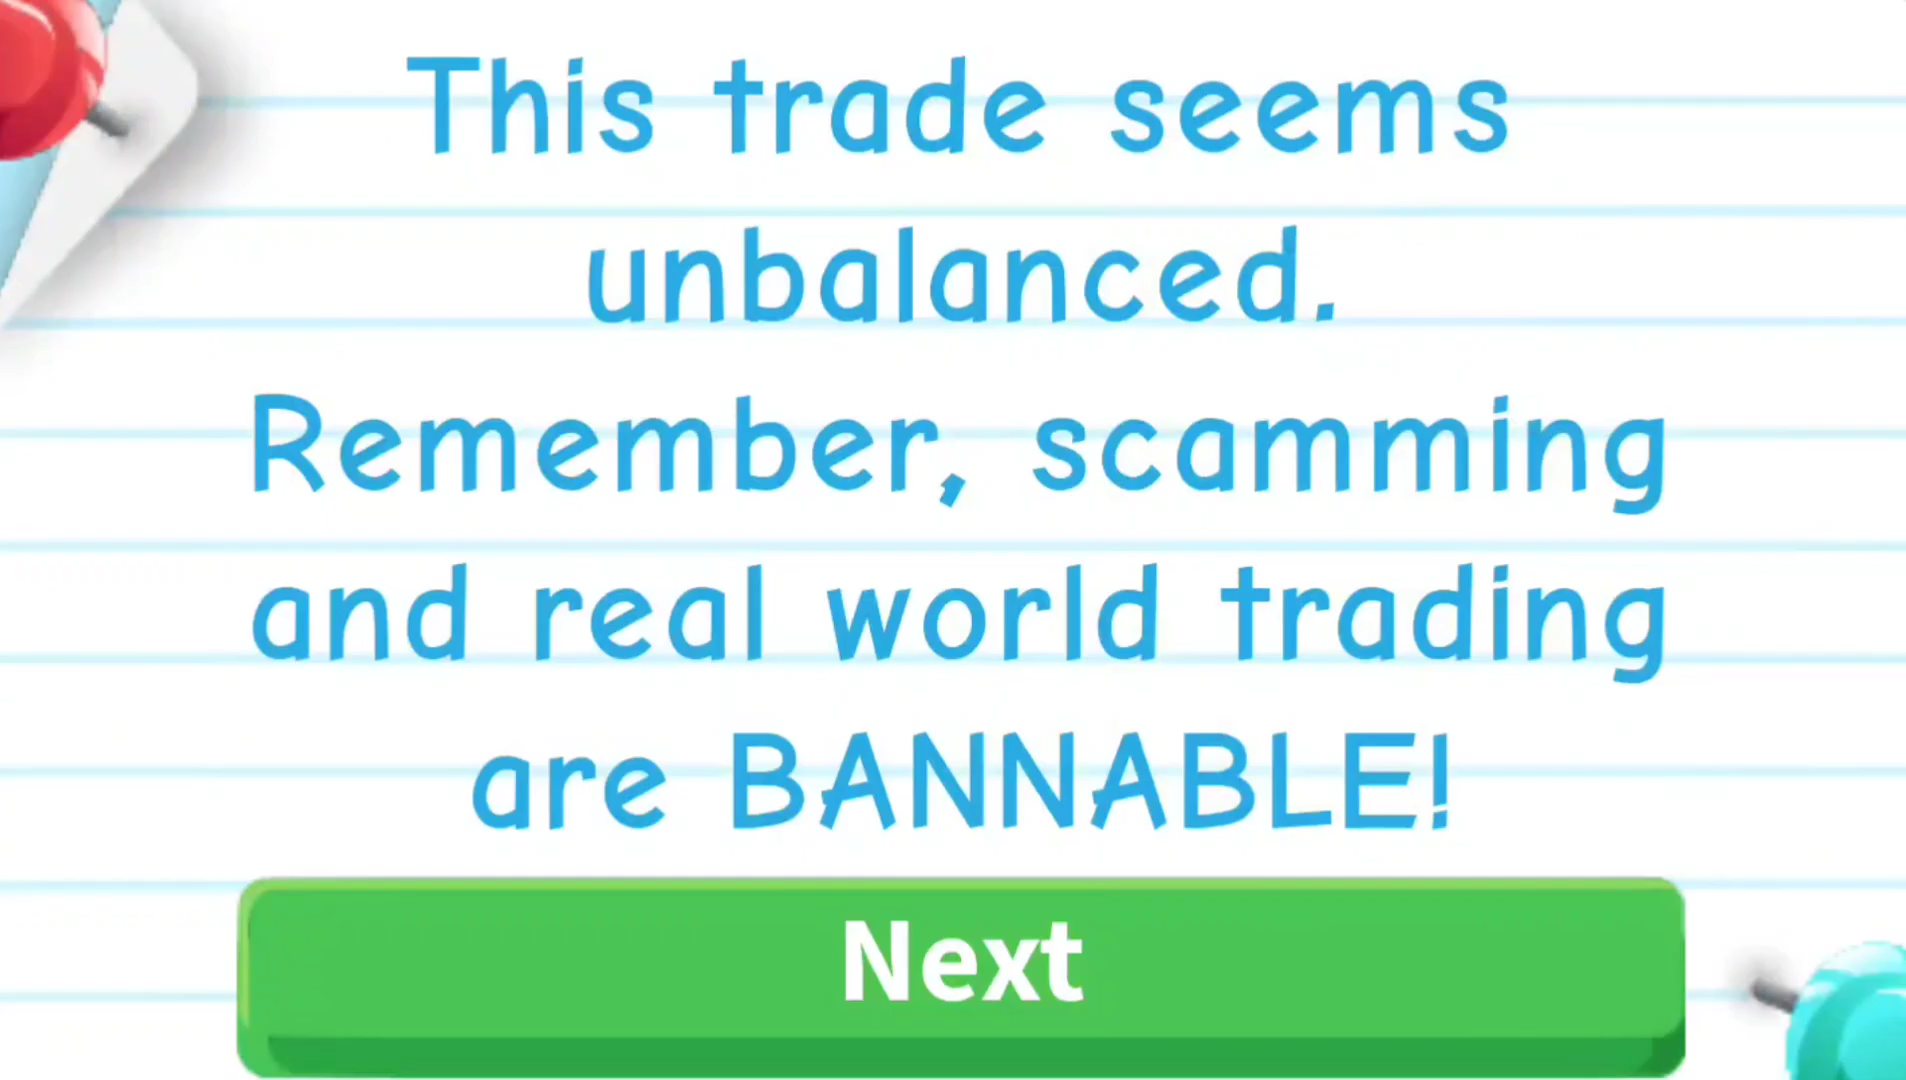 This trade seems
unbalanced.
Remember, scamming
and real world trading
are BANNABLE!
Next